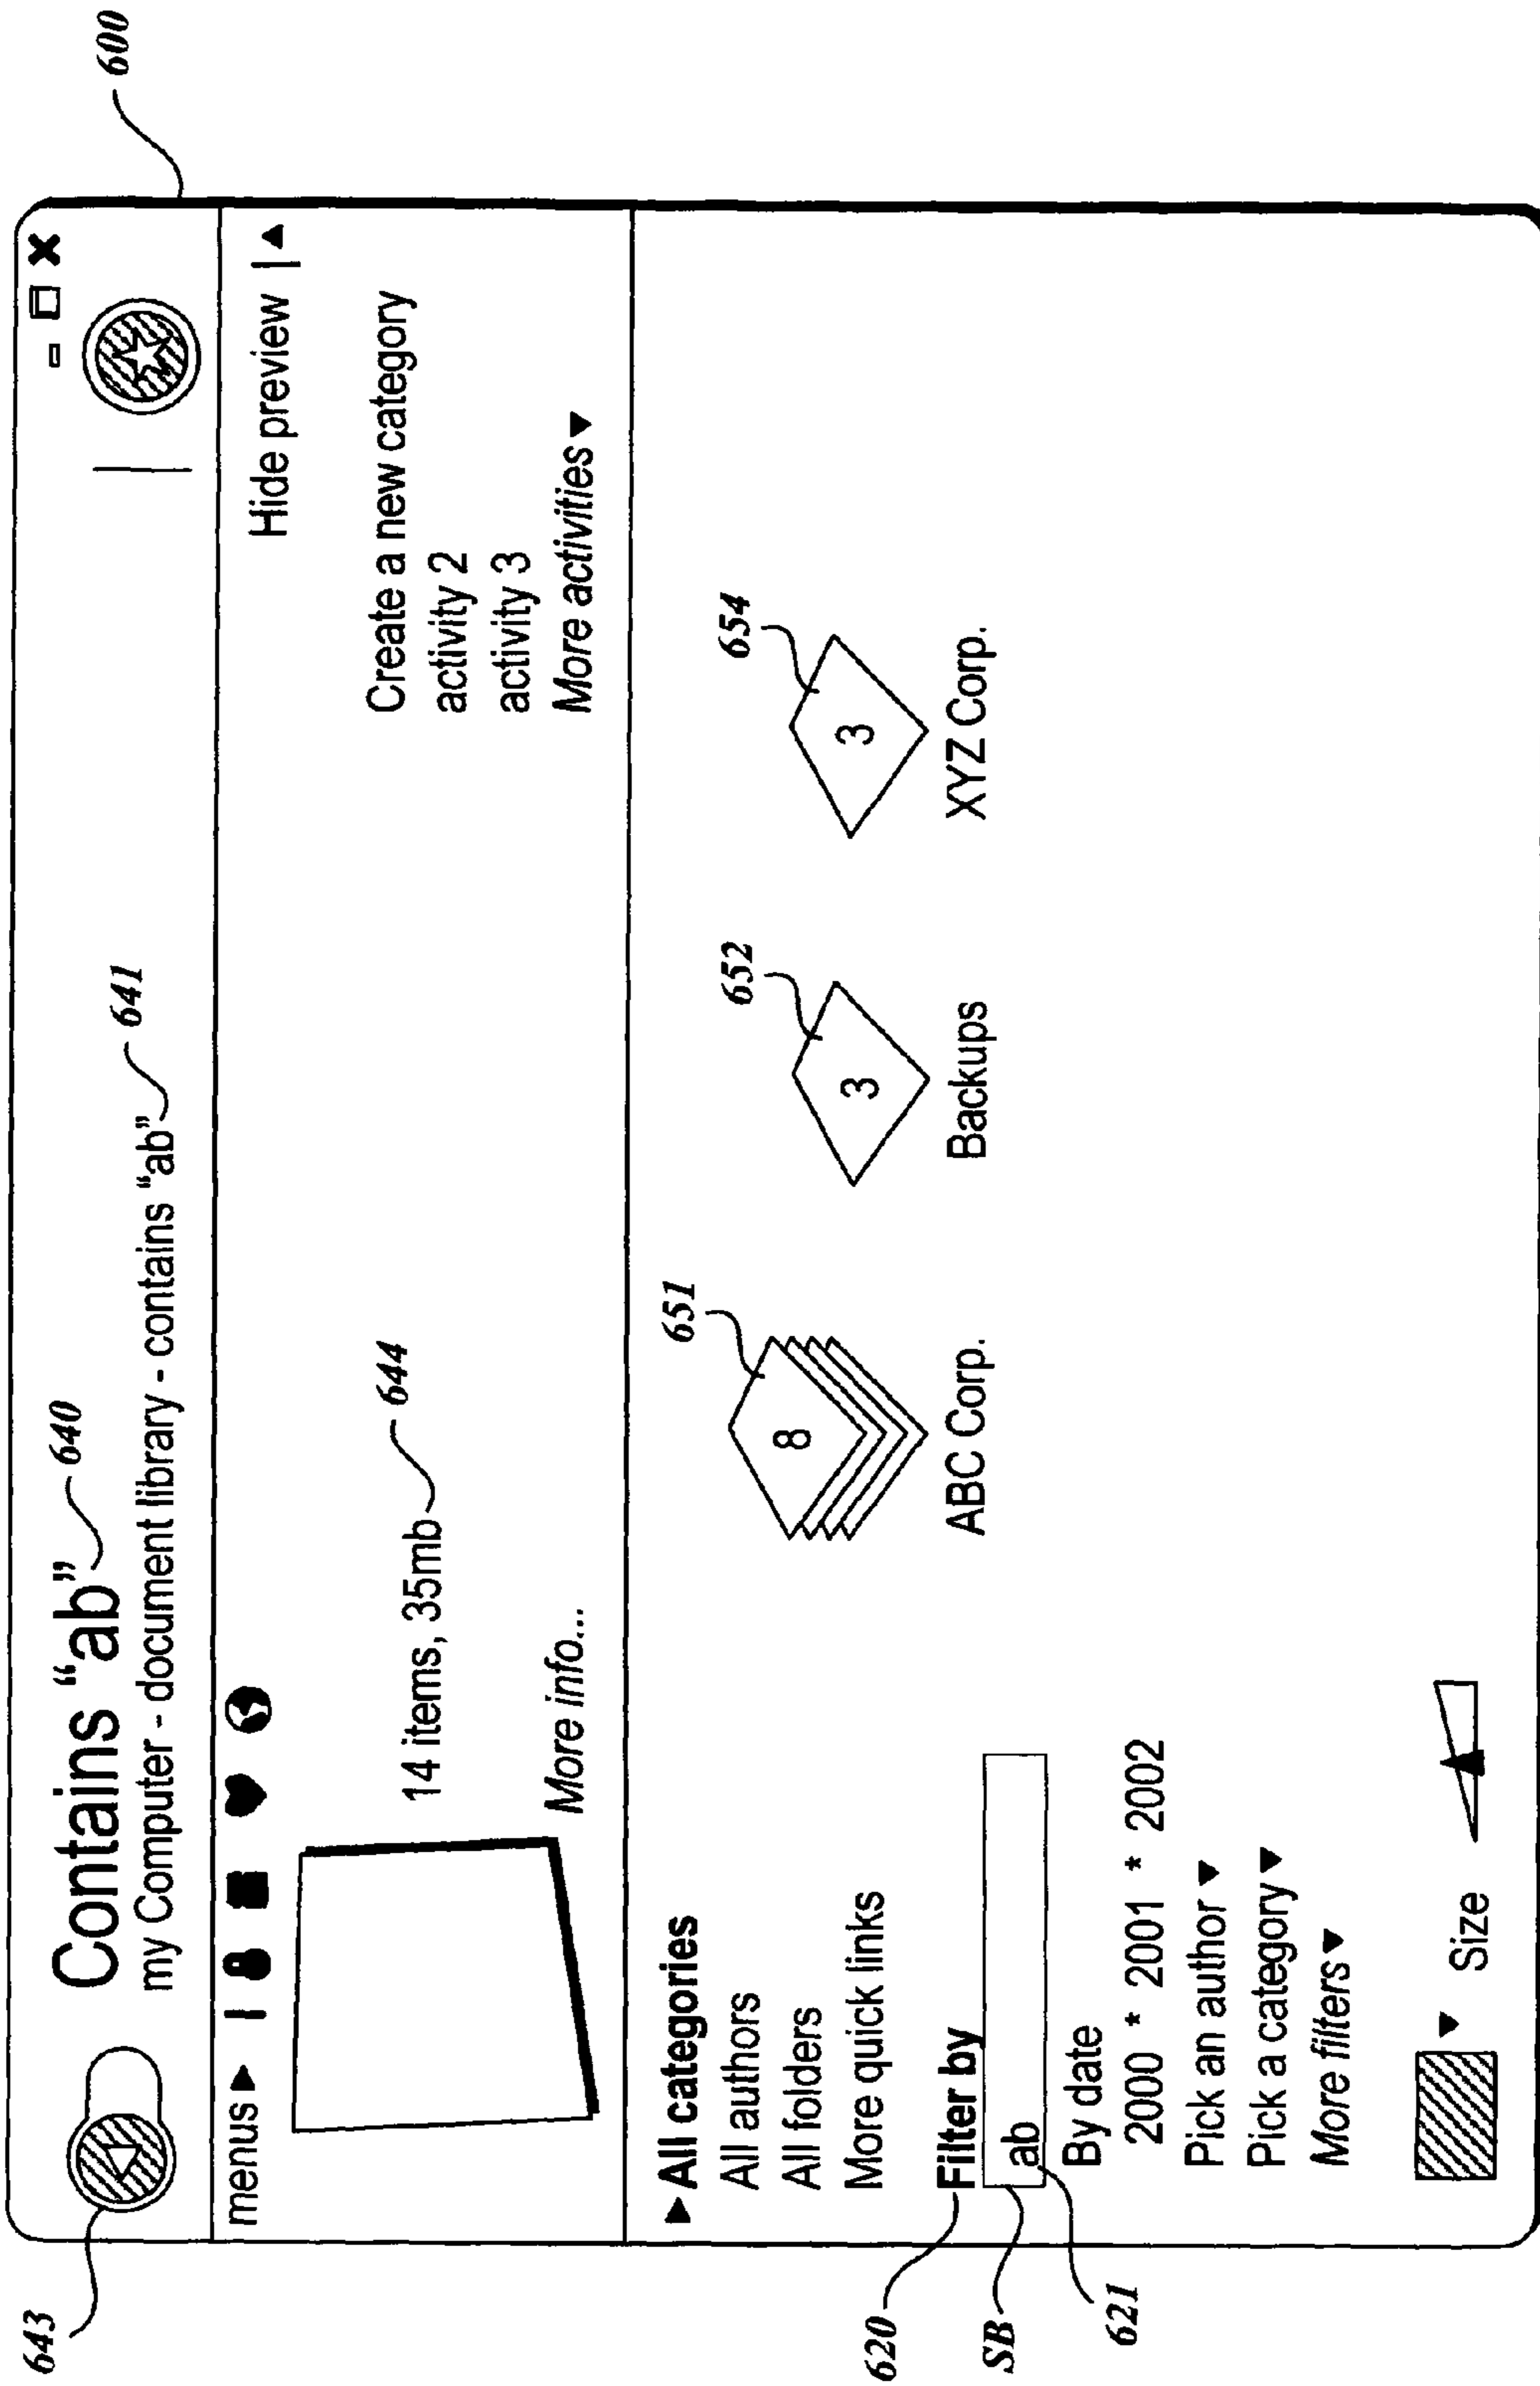 600
643
Contains “ab”
640
my Computer - document library - contains “ab”
641
menus
Hide preview
14 items, 35mb
644
More info...
Create a new category
activity 2
activity 3
More activities
All categories
All authors
All folders
More quick links
620
Filter by
SB
ab
621
By date
2000 * 2001 * 2002
Pick an author
Pick a category
More filters
Size
651
8
ABC Corp.
652
3
Backups
654
3
XYZ Corp.